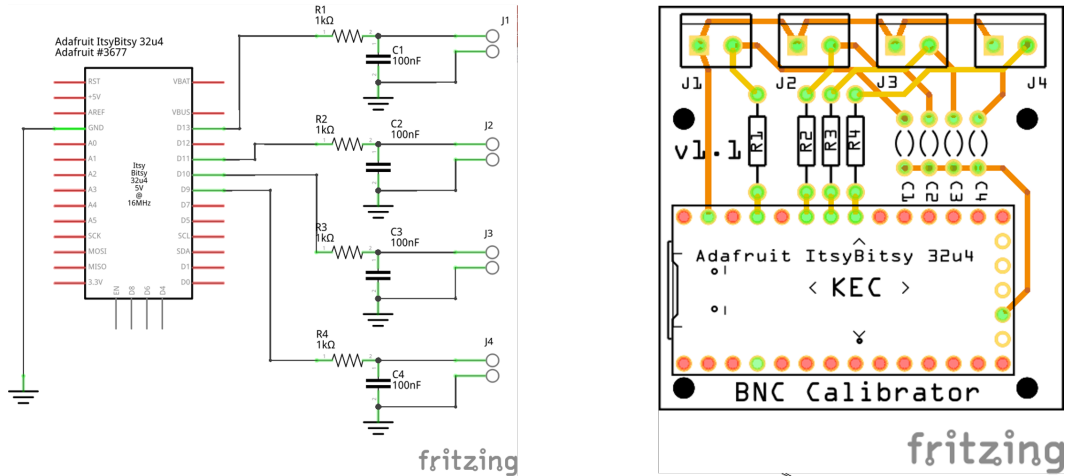 Adafruit ItsyBitsy 32u4
Adafruit #3677
RST
+5V
AREF
GND
A0
A1
A2
A3
A4
A5
SCK
MOSI
MISO
3.3V
EN
D8
D6
D4
VBAT
VBUS
D13
D12
D11
D10
D9
D7
D5
SCL
SDA
D1
D0
Itsy
Bitsy
32u4
5V
@
16MHz
R1
1kΩ
C1
100nF
J1
R2
1kΩ
C2
100nF
J2
R3
1kΩ
C3
100nF
J3
R4
1kΩ
C4
100nF
J4
fritzing
J1
J2
J3
J4
v1.1
R1
R2
R3
R4
C1
C2
C3
C4
Adafruit ItsyBitsy 32u4
< KEC >
BNC Calibrator
fritzing